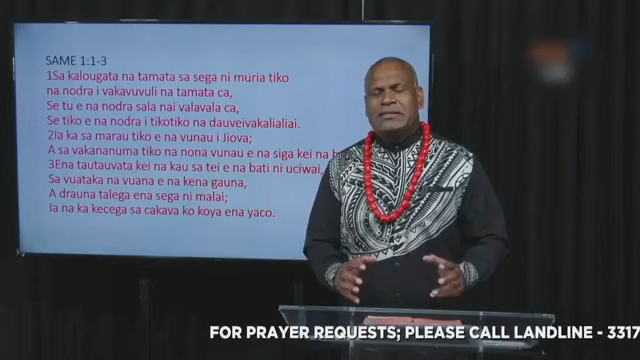 SAME 1:1-3
1Sa kalougata na tamata sa sega ni muria tiko
na nodra i vakavuvuli na tamata ca,
Se tu e na nodra sala nai valavala ca,
Se tiko e na nodra i tikotiko na dauveivakalialiai.
2Ia ka sa marau tiko e na vunau i Jiova;
A sa vakananuma tiko na nona vunau e na siga kei na
3Ena tautauvata kei na kau sa tei e na bati ni uciwai,
Sa vuataka na vuana e na kena gauna,
A drauna talega ena sega ni malai;
Ia na ka kecega sa cakava ko koya ena yaco.
FOR PRAYER REQUESTS; PLEASE CALL LANDLINE - 3317